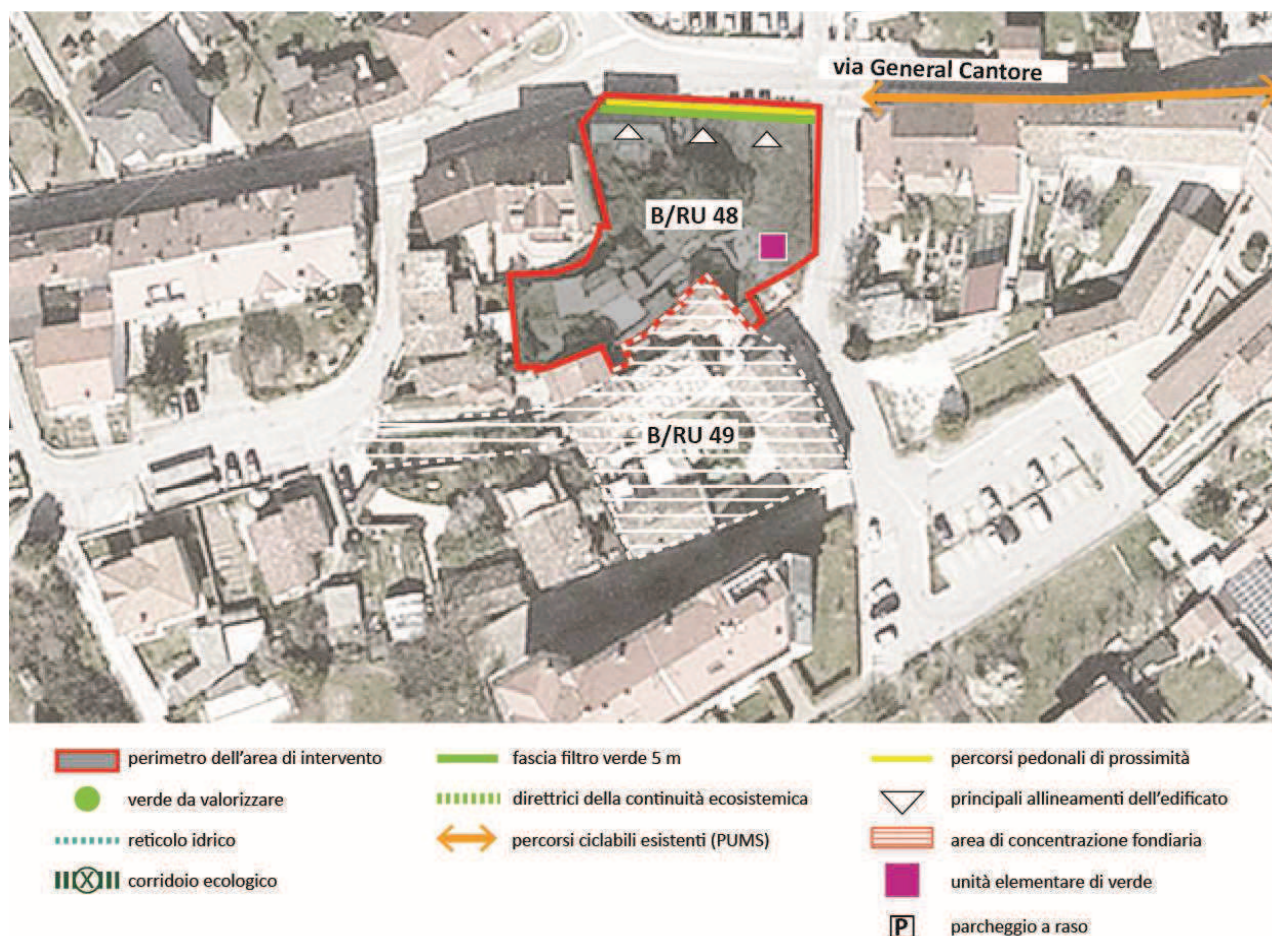 via General Cantore
B/RU 48
B/RU 49
perimetro dell'area di intervento
verde da valorizzare
reticolo idrico
X
corridoio ecologico
fascia filtro verde 5 m
direttrici della continuità ecosistemica
percorsi ciclabili esistenti (PUMS)
percorsi pedonali di prossimità
principali allineamenti dell'edificato
area di concentrazione fondiaria
unità elementare di verde
P
parcheggio a raso